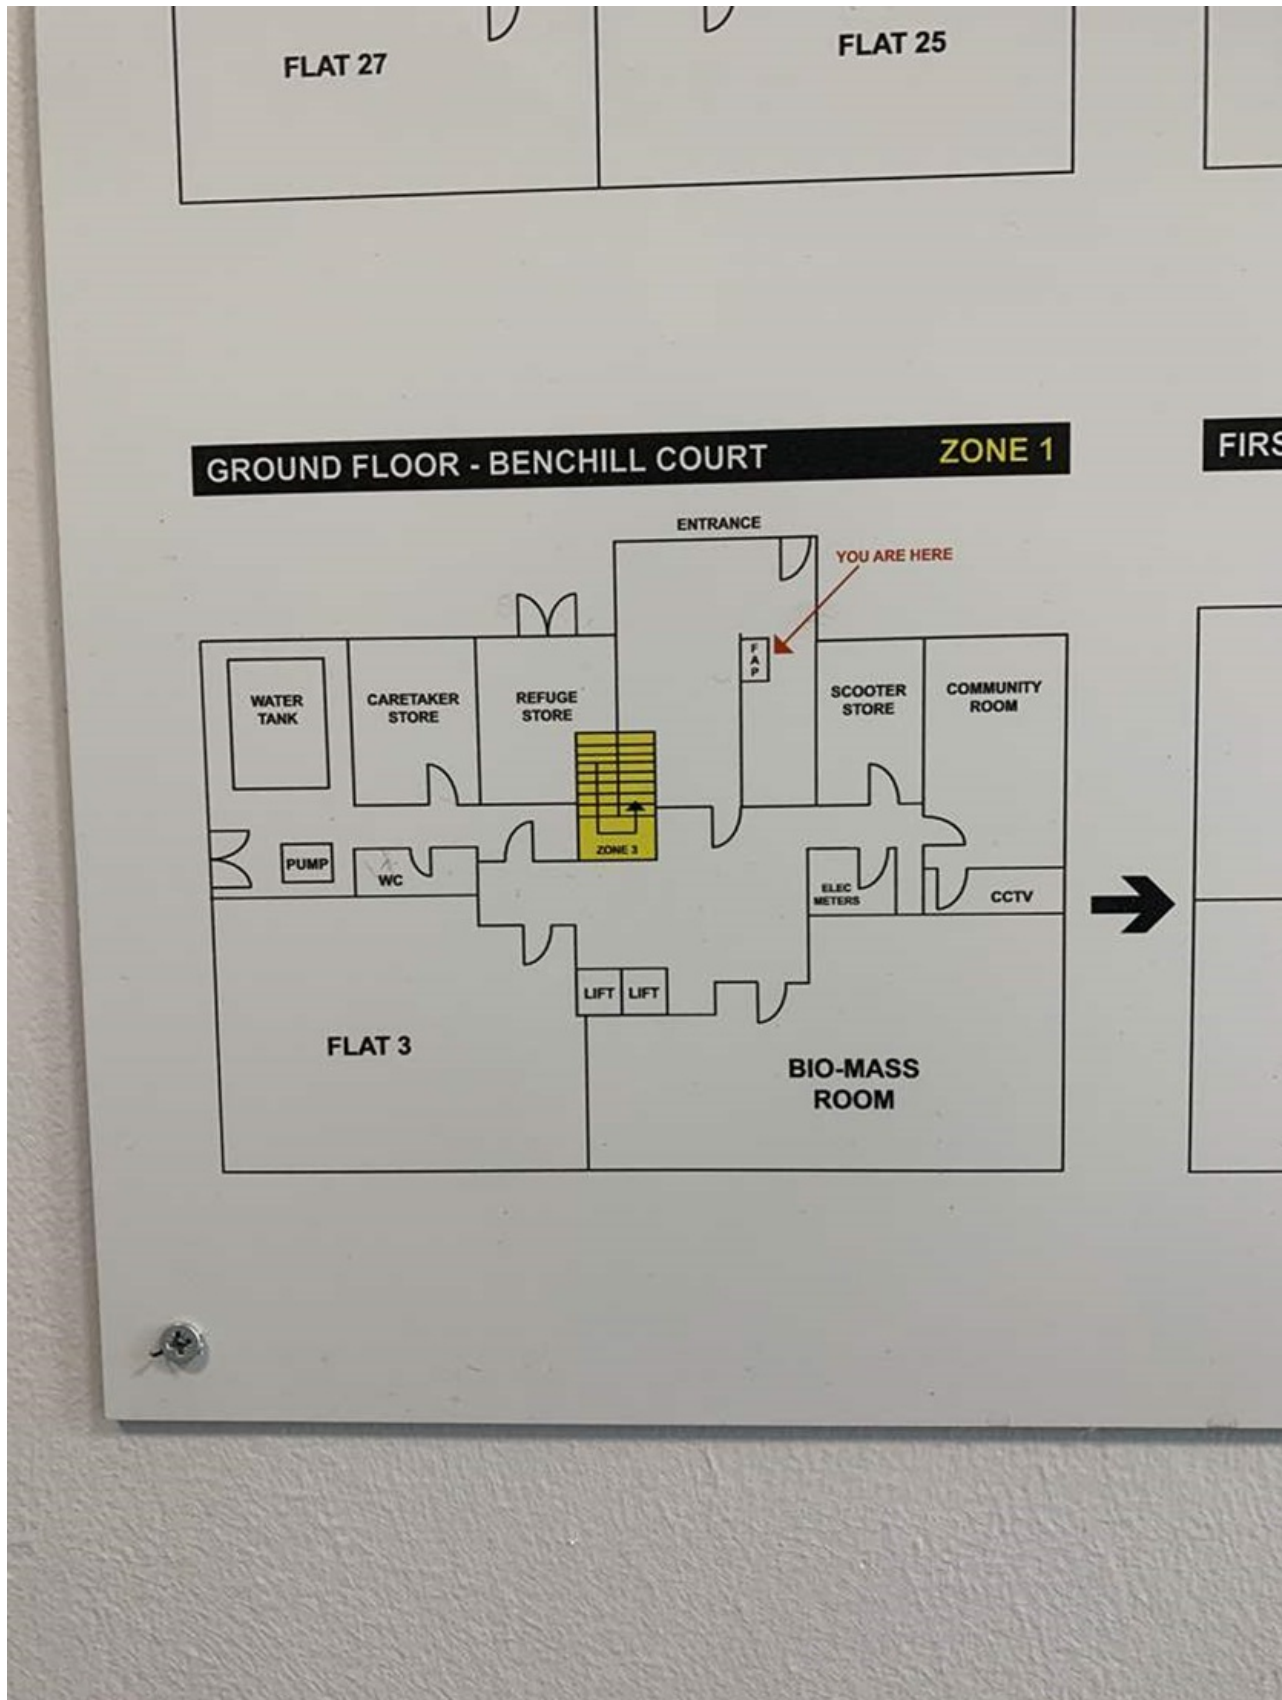 FLAT 27
FLAT 25
GROUND FLOOR - BENCHILL COURT
ZONE 1
FIRS
ENTRANCE
YOU ARE HERE
FAP
WATER
TANK
CARETAKER
STORE
REFUGE
STORE
SCOOTER
STORE
COMMUNITY
ROOM
ZONE 3
PUMP
WC
ELEC
METERS
CCTV
LIFT
LIFT
FLAT 3
BIO-MASS
ROOM